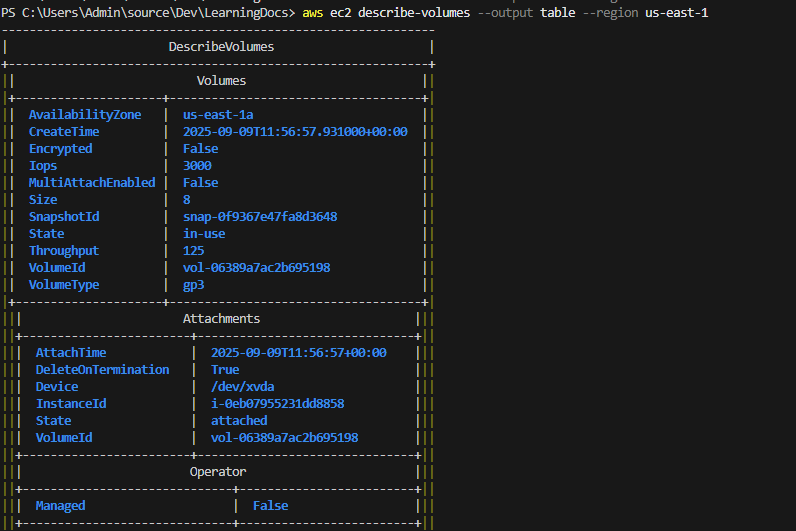 PS C:\Users\Admin\source\Dev\LearningDocs> aws ec2 describe-volumes --output table --region us-east-1
DescribeVolumes
Volumes
AvailabilityZone | us-east-1a
CreateTime | 2025-09-09T11:56:57.931000+00:00
Encrypted | False
Iops | 3000
MultiAttachEnabled | False
Size | 8
SnapshotId | snap-0f9367e47fa8d3648
State | in-use
Throughput | 125
VolumeId | vol-06389a7ac2b695198
VolumeType | gp3
Attachments
AttachTime | 2025-09-09T11:56:57+00:00
DeleteOnTermination | True
Device | /dev/xvda
InstanceId | i-0eb07955231dd8858
State | attached
VolumeId | vol-06389a7ac2b695198
Operator
Managed | False